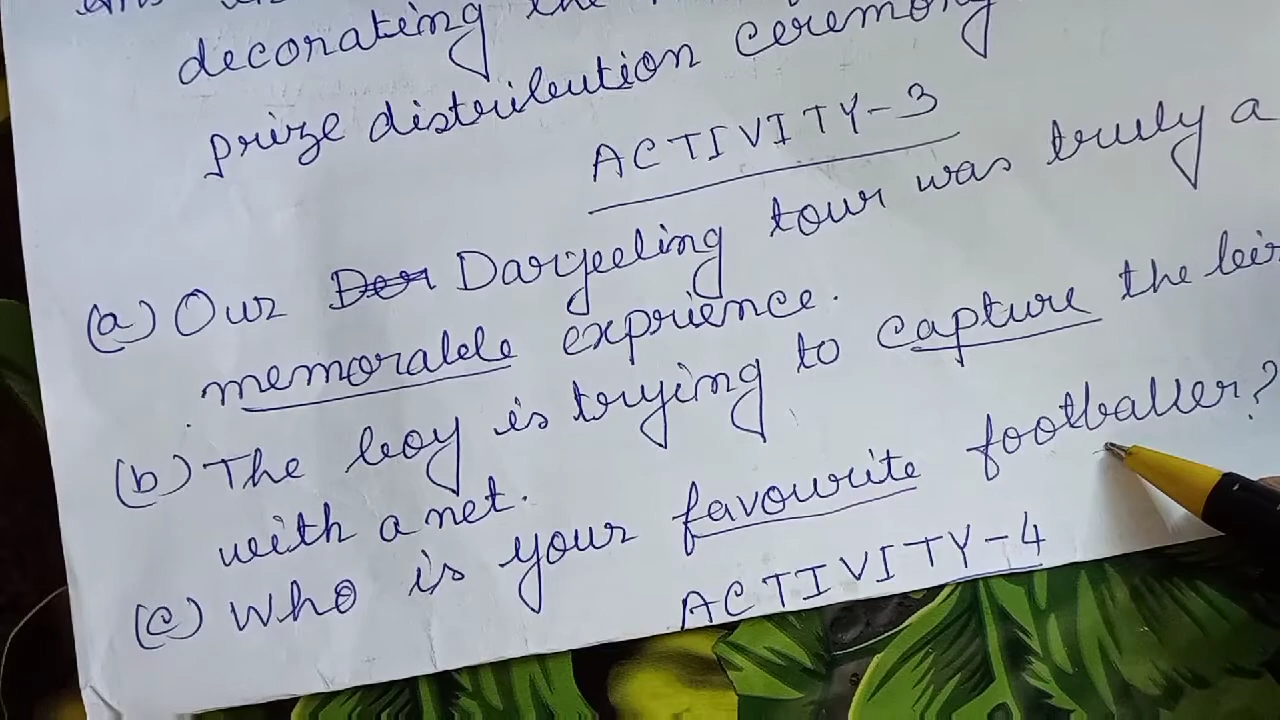 decorating the
prize distribution ceremony
ACTIVITY-3
(a) Our Darjeeling tour was truly a
memorable exprience.
(b) The boy is trying to capture the
with a net.
(c) Who is your favourite footballer?
ACTIVITY-4